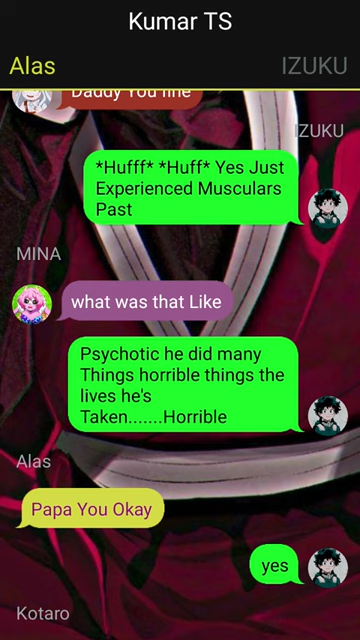 Kumar TS
Alas
IZUKU
Daddy You fine
IZUKU
*Hufff* *Huff* Yes Just
Experienced Musculars
Past
MINA
what was that Like
Psychotic he did many
Things horrible things the
lives he's
Taken.......Horrible
Alas
Papa You Okay
yes
Kotaro